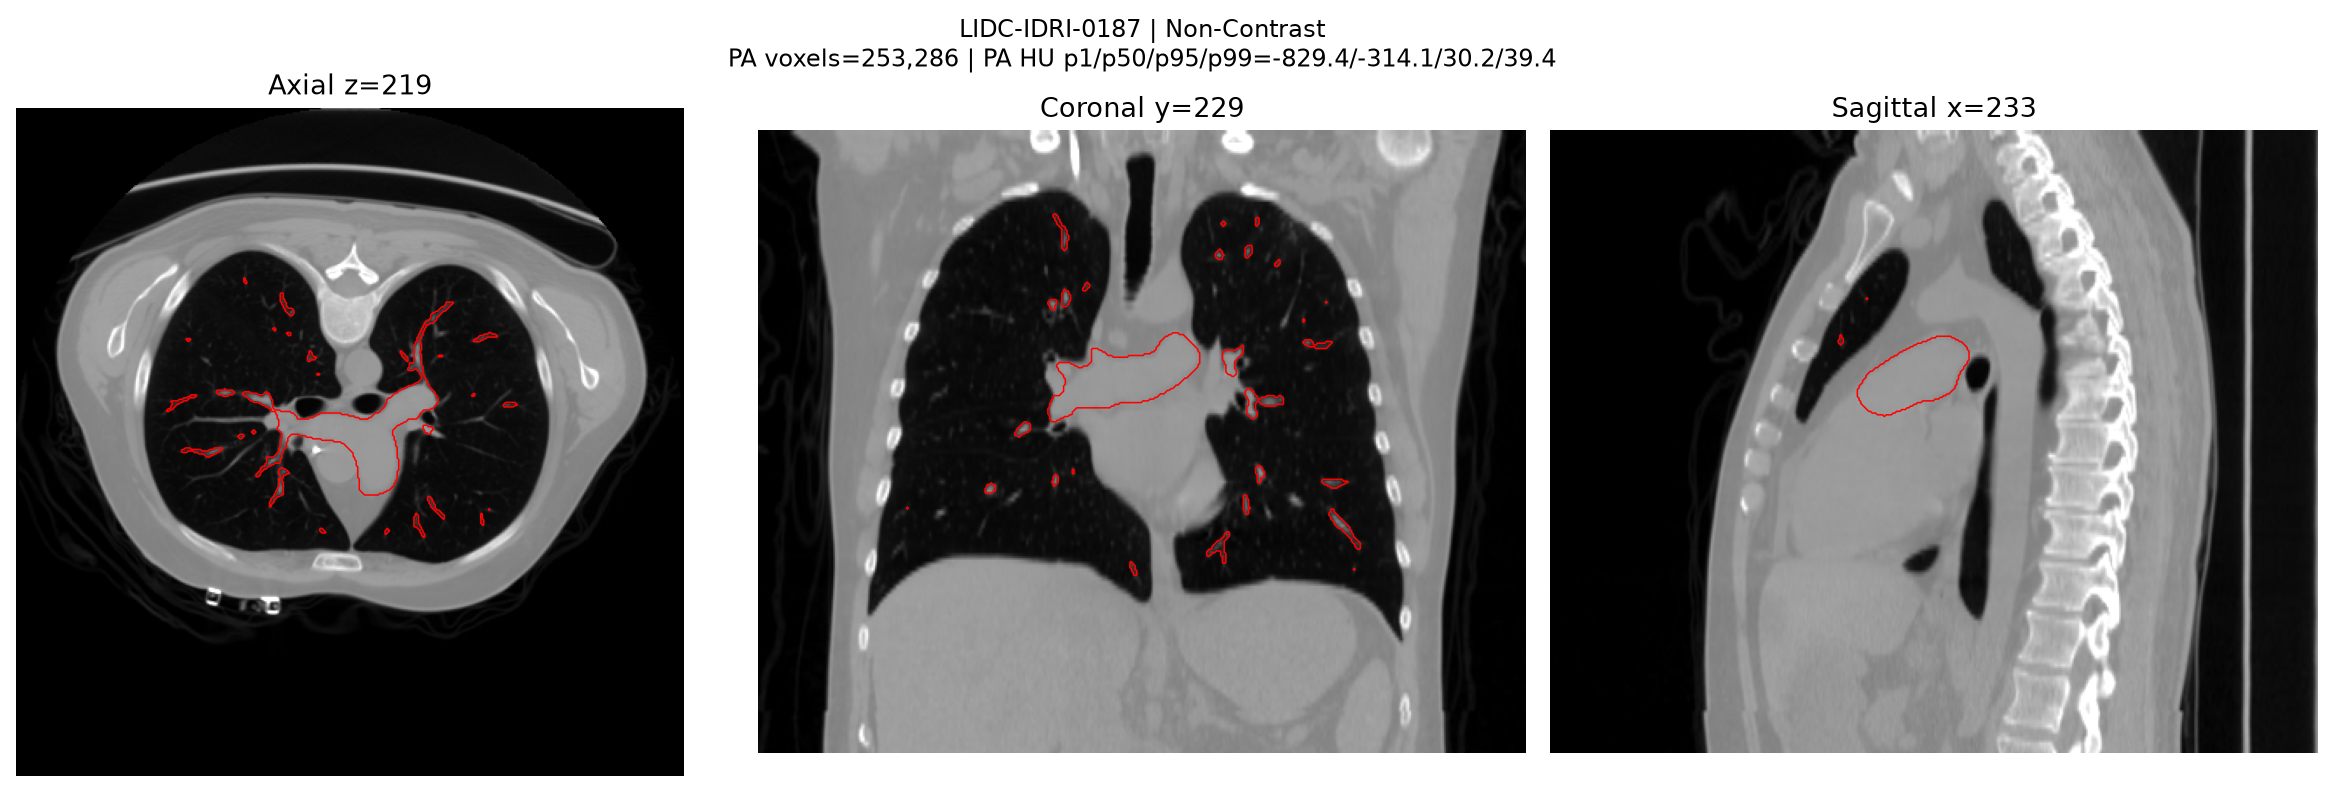 LIDC-IDRI-0187 | Non-Contrast
PA voxels=253,286 | PA HU p1/p50/p95/p99=-829.4/-314.1/30.2/39.4
Axial z=219
Coronal y=229
Sagittal x=233